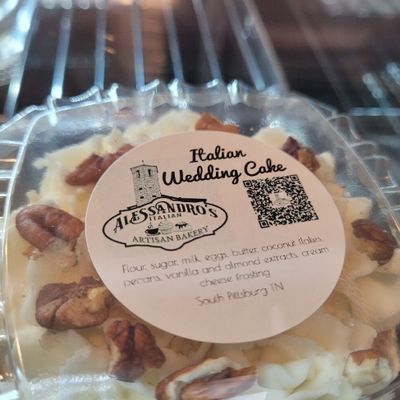 Italian
Wedding Cake
ALESSANDRO'S
ITALIAN
ARTISAN BAKERY
Flour, sugar, milk, eggs, butter, coconut flakes,
pecans, vanilla and almond extracts, cream
cheese frosting
South Pittsburg TN